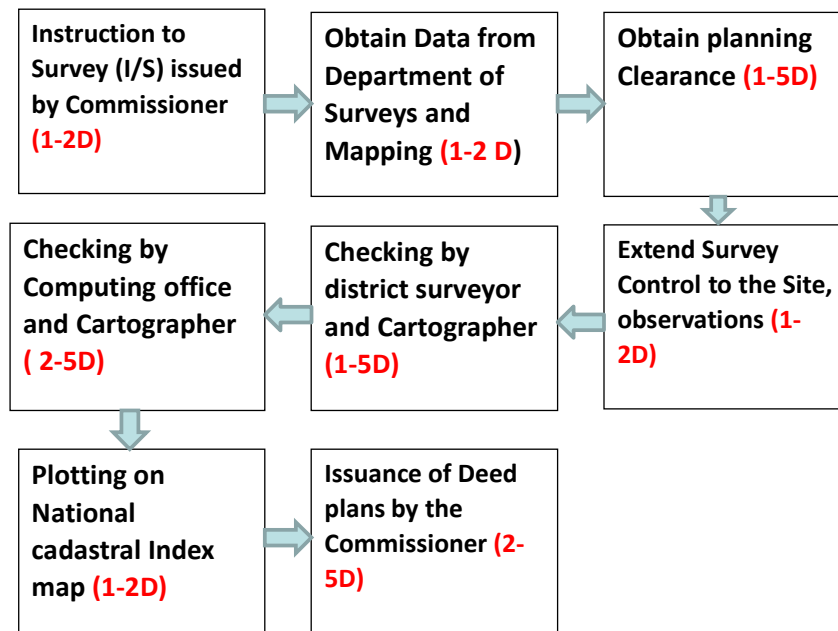 Instruction to
Survey (I/S) issued
by Commissioner
(1-2D)
Obtain Data from
Department of
Surveys and
Mapping (1-2 D)
Obtain planning
Clearance (1-5D)
Extend Survey
Control to the Site,
observations (1-
2D)
Checking by
district surveyor
and Cartographer
(1-5D)
Checking by
Computing office
and Cartographer
( 2-5D)
Plotting on
National
cadastral Index
map (1-2D)
Issuance of Deed
plans by the
Commissioner (2-
5D)